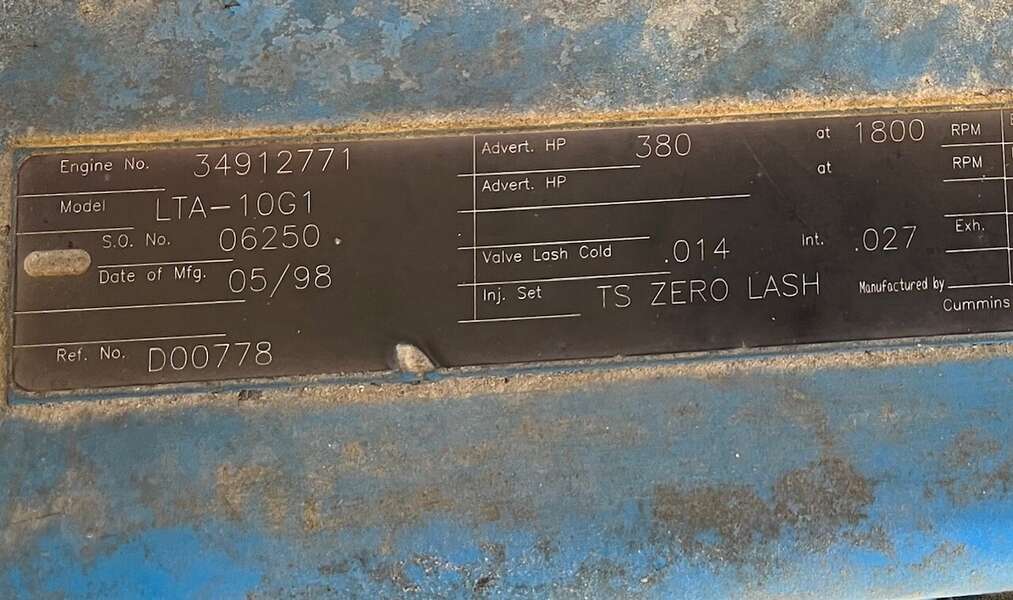 Engine No. 34912771
Model LTA-10G1
S.O. No. 06250
Date of Mfg. 05/98
Ref. No. D00778
Advert. HP 380 at 1800 RPM
Advert. HP at RPM
Valve Lash Cold .014 Int. .027 Exh.
Inj. Set TS ZERO LASH
Manufactured by
Cummins